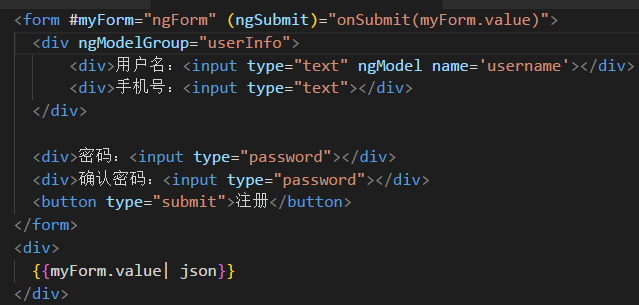 <form #myForm="ngForm" (ngSubmit)="onSubmit(myForm.value)">
<div ngModelGroup="userInfo">
<div>用户名：<input type="text" ngModel name='username'></div>
<div>手机号：<input type="text"></div>
</div>
<div>密码：<input type="password"></div>
<div>确认密码：<input type="password"></div>
<button type="submit">注册</button>
</form>
<div>
{{myForm.value| json}}
</div>